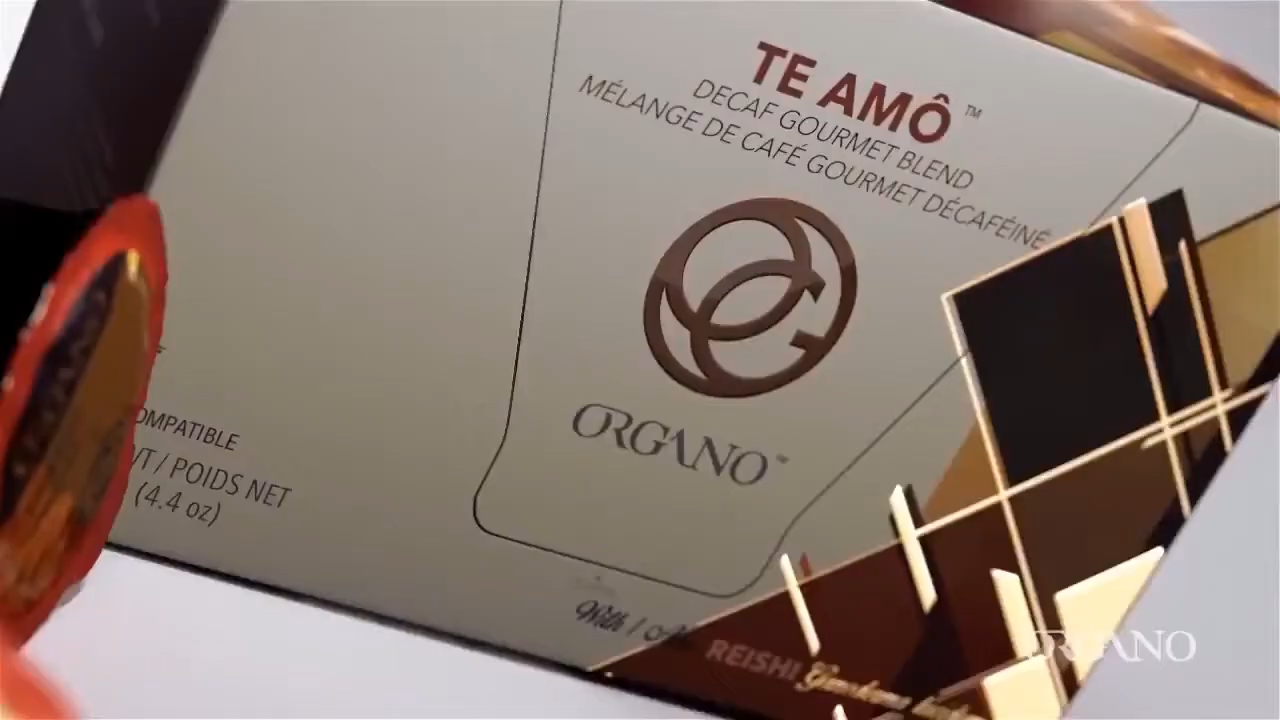 TE AMÔ™
DECAF GOURMET BLEND
MÉLANGE DE CAFÉ GOURMET DÉCAFÉINÉ
ORGANO™
OMPATIBLE
/T / POIDS NET
(4.4 oz)
With /
REISHI
ORGANO